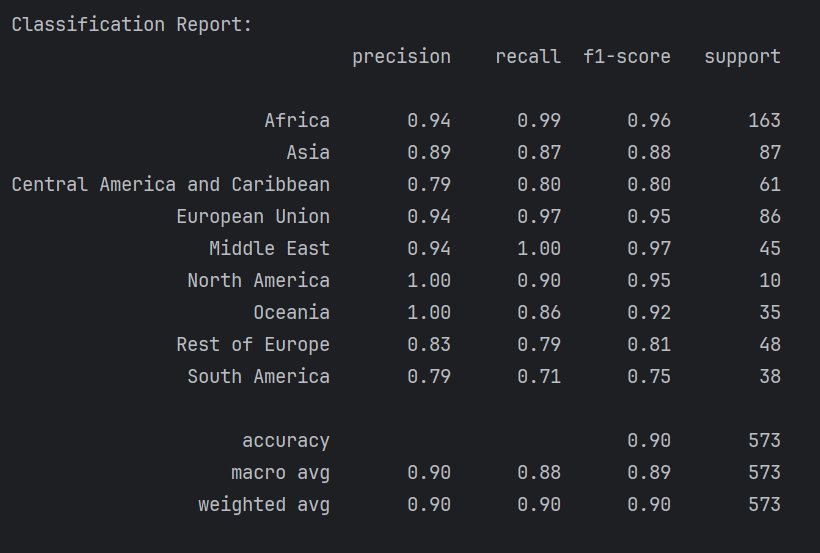 Classification Report:
precision recall f1-score support
Africa 0.94 0.99 0.96 163
Asia 0.89 0.87 0.88 87
Central America and Caribbean 0.79 0.80 0.80 61
European Union 0.94 0.97 0.95 86
Middle East 0.94 1.00 0.97 45
North America 1.00 0.90 0.95 10
Oceania 1.00 0.86 0.92 35
Rest of Europe 0.83 0.79 0.81 48
South America 0.79 0.71 0.75 38
accuracy 0.90 573
macro avg 0.90 0.88 0.89 573
weighted avg 0.90 0.90 0.90 573